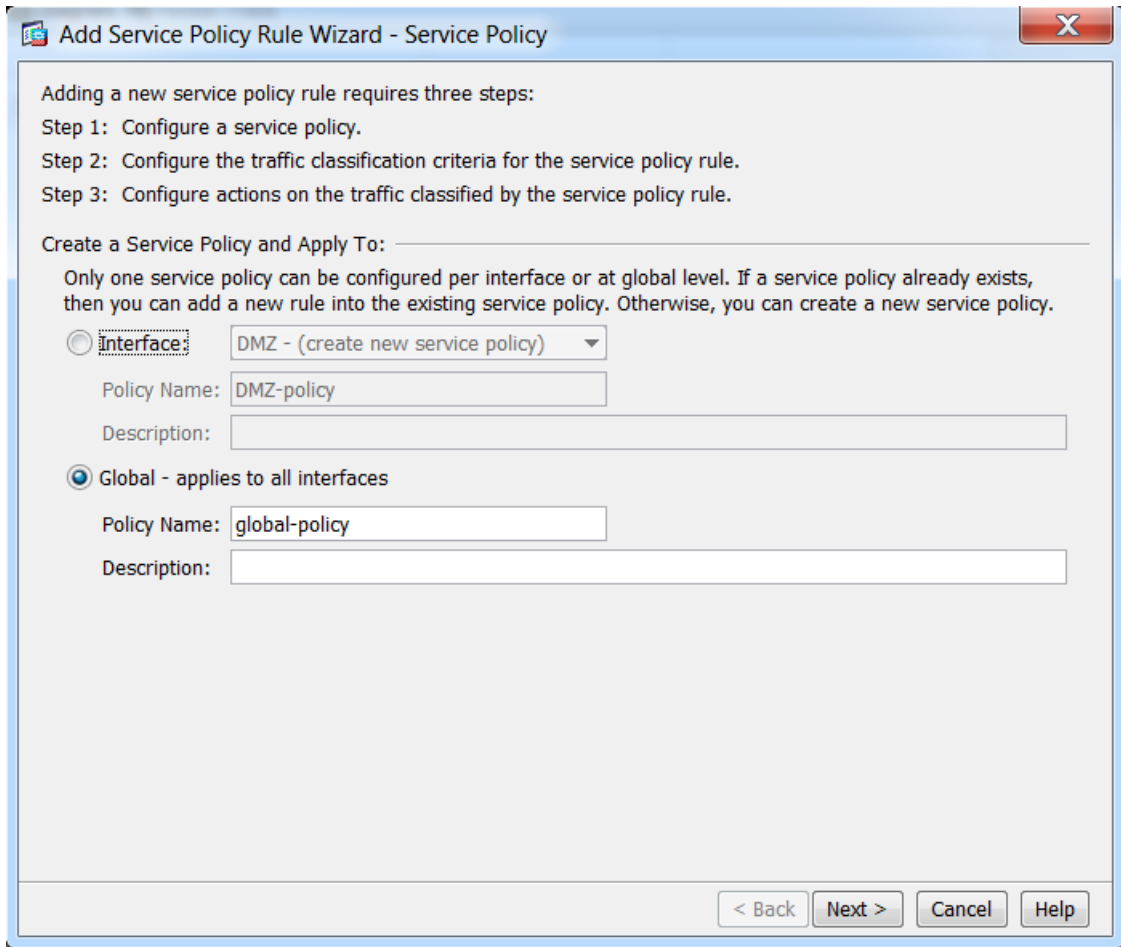 Add Service Policy Rule Wizard - Service Policy
X
Adding a new service policy rule requires three steps:
Step 1: Configure a service policy.
Step 2: Configure the traffic classification criteria for the service policy rule.
Step 3: Configure actions on the traffic classified by the service policy rule.
Create a Service Policy and Apply To:
Only one service policy can be configured per interface or at global level. If a service policy already exists,
then you can add a new rule into the existing service policy. Otherwise, you can create a new service policy.
Interface: DMZ - (create new service policy)
Policy Name: DMZ-policy
Description:
Global - applies to all interfaces
Policy Name: global-policy
Description:
< Back Next > Cancel Help